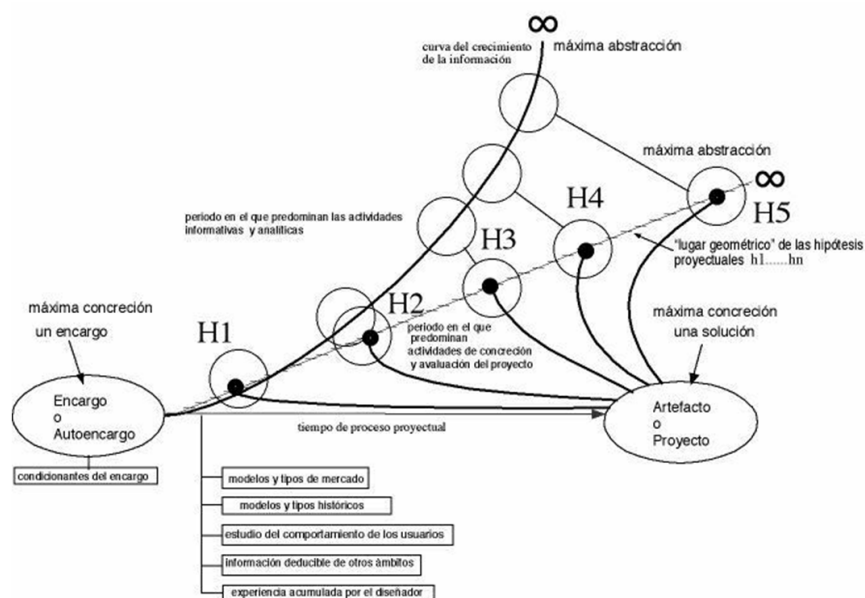 ∞
curva del crecimiento
de la información
máxima abstracción
máxima abstracción
∞
H4
H5
periodo en el que predominan las actividades
informativas y analíticas
H3
"lugar geométrico" de las hipótesis
proyectuales h1......hn
máxima concreción
un encargo
H1
H2
periodo en el que
predominan
actividades de concreción
y avaluación del proyecto
máxima concreción
una solución
Encargo
o
Autoencargo
Artefacto
o
Proyecto
tiempo de proceso proyectual
condicionantes del encargo
modelos y tipos de mercado
modelos y tipos históricos
estudio del comportamiento de los usuarios
información deducible de otros ámbitos
experiencia acumulada por el diseñador